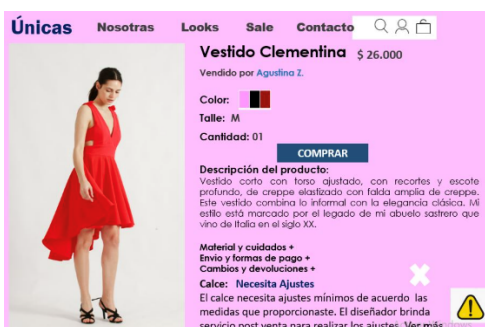 Únicas Nosotras Looks Sale Contacto
Vestido Clementina $ 26.000
Vendido por Agustina Z.
Color:
Talle: M
Cantidad: 01
COMPRAR
Descripción del producto:
Vestido corto con torso ajustado, con recortes y escote
profundo, de creppe elastizado con falda amplia de creppe.
Este vestido combina lo informal con la elegancia clásica. Mi
estilo está marcado por el legado de mi abuelo sastrero que
vino de Italia en el siglo XX.
Material y cuidados +
Envio y formas de pago +
Cambios y devoluciones +
Calce: Necesita Ajustes
El calce necesita ajustes mínimos de acuerdo las
medidas que proporcionaste. El diseñador brinda
servicio post venta para realizar los ajustes. Ver más